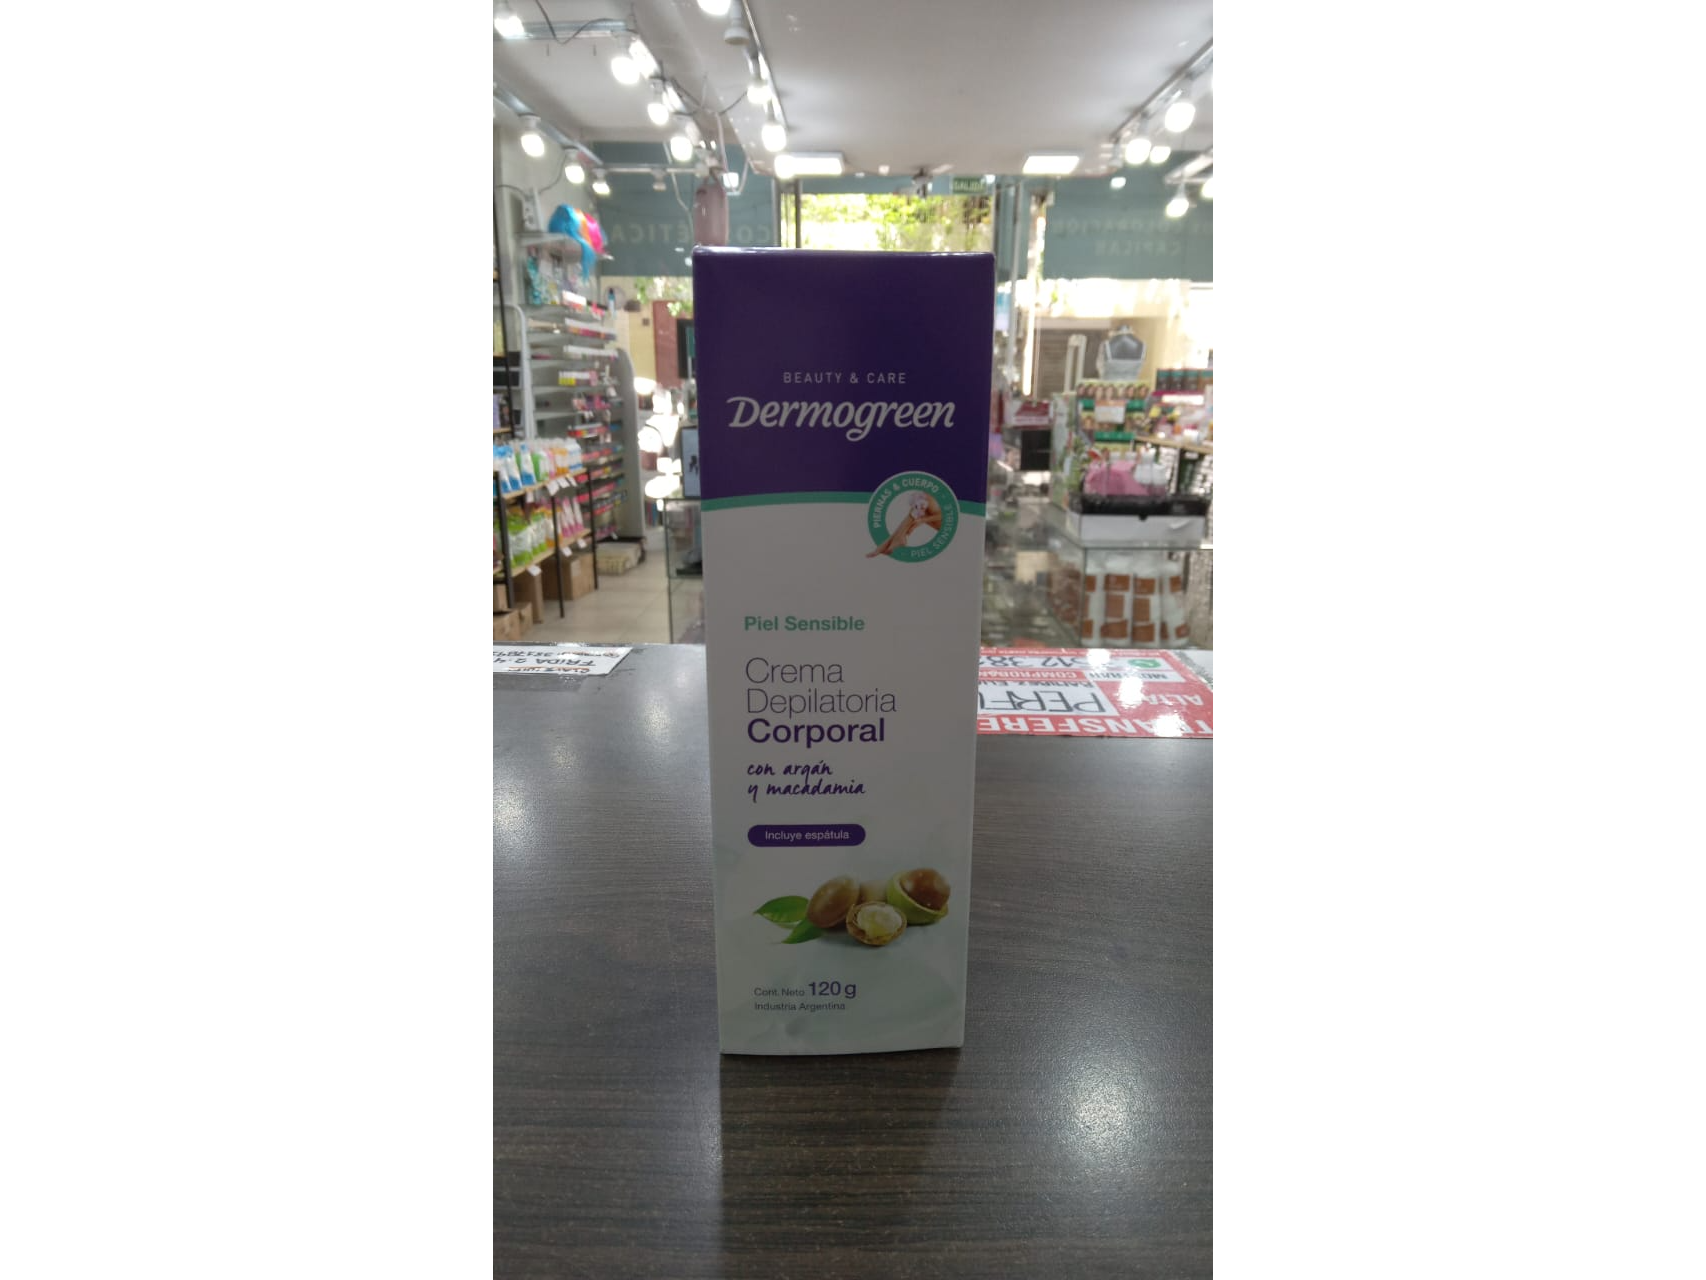 BEAUTY & CARE
Dermogreen
PIERNAS & CUERPO - PIEL SENSIBLE -
Piel Sensible
Crema
Depilatoria
Corporal
con argán
y macadamia
Incluye espátula
Cont. Neto 120 g
Industria Argentina
FRIDA